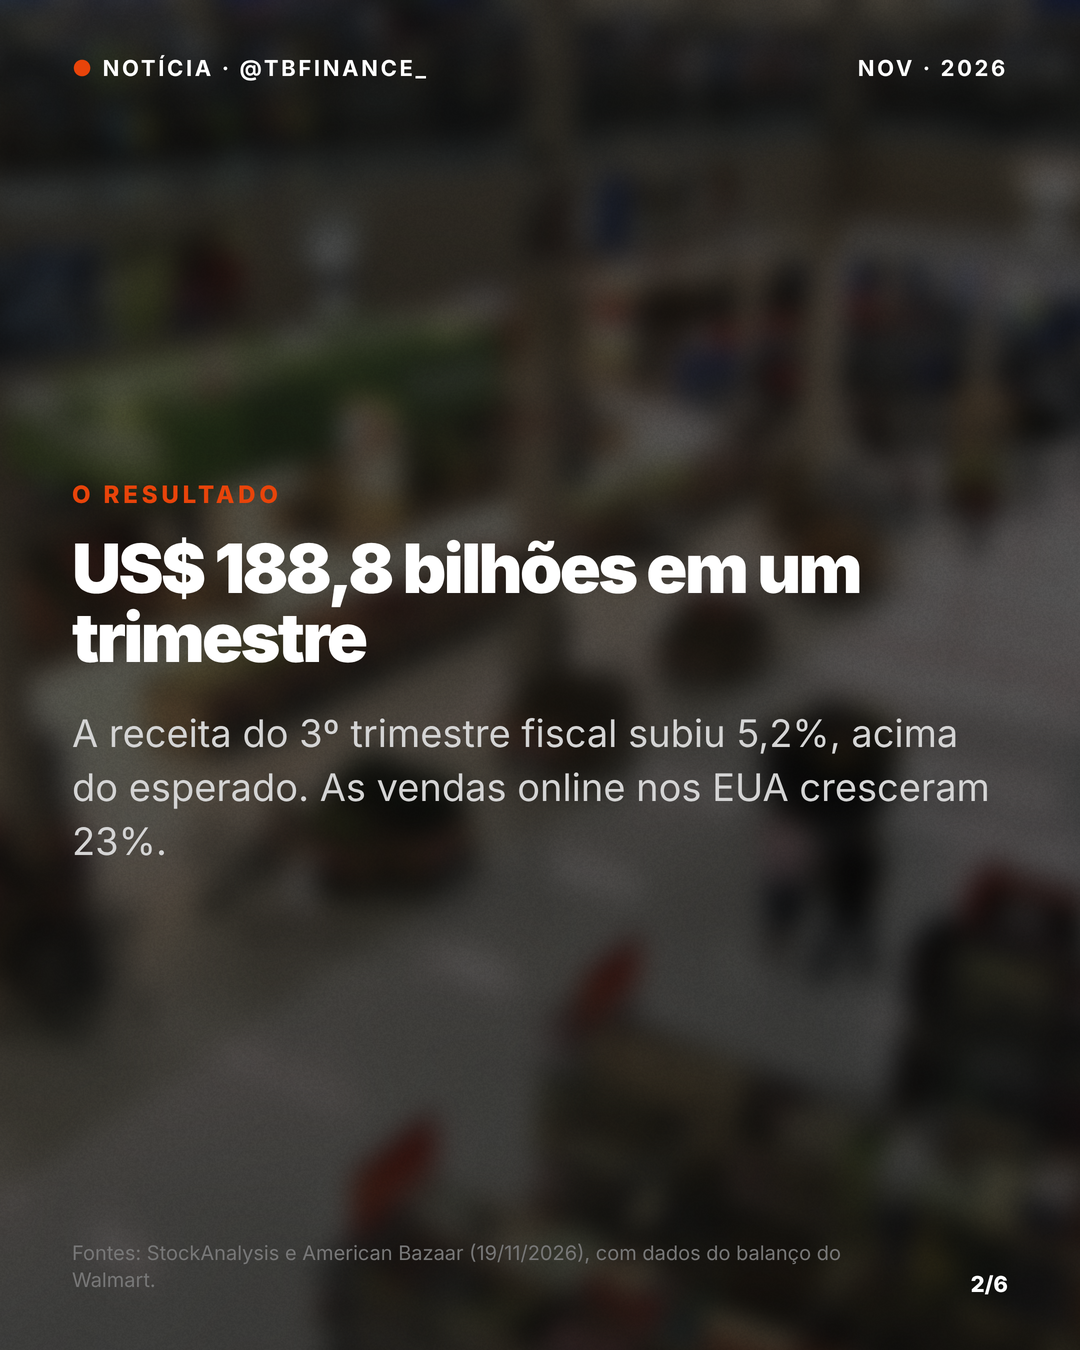 NOTÍCIA · @TBFINANCE_
NOV · 2026
O RESULTADO
US$ 188,8 bilhões em um
trimestre
A receita do 3º trimestre fiscal subiu 5,2%, acima
do esperado. As vendas online nos EUA cresceram
23%.
Fontes: StockAnalysis e American Bazaar (19/11/2026), com dados do balanço do
Walmart.
2/6